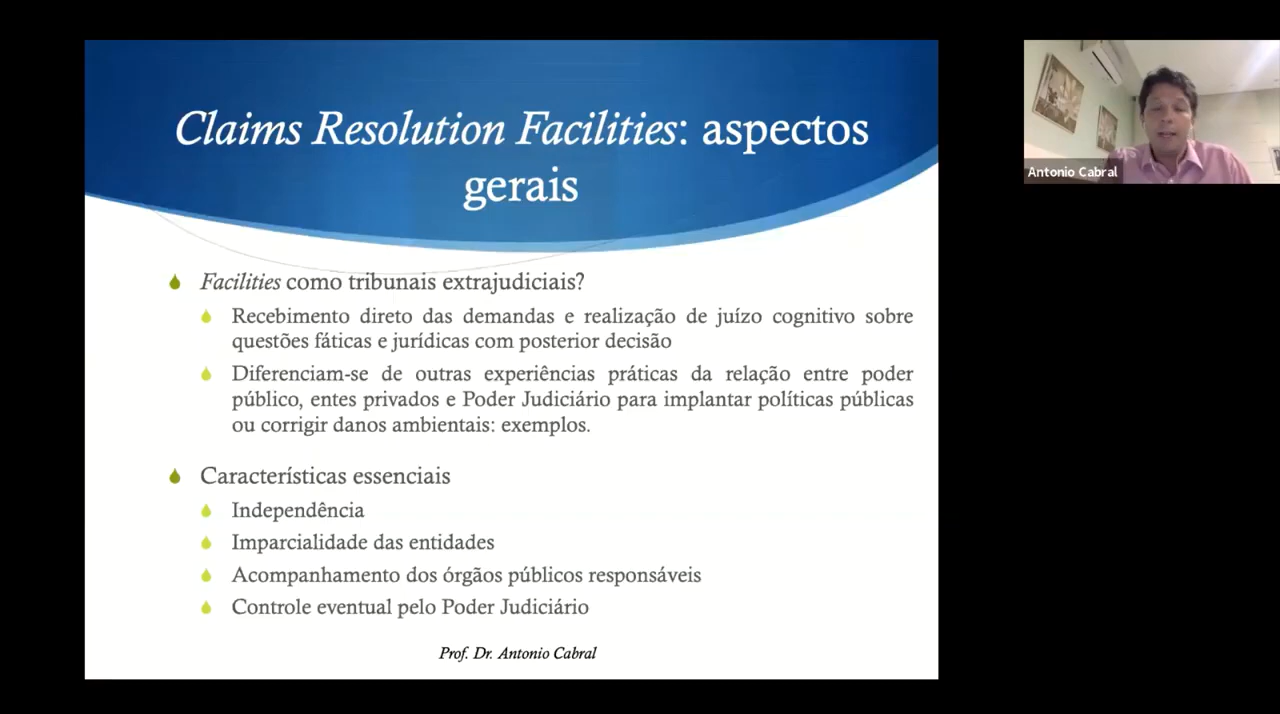 Claims Resolution Facilities: aspectos
gerais
Facilities como tribunais extrajudiciais?
Recebimento direto das demandas e realização de juízo cognitivo sobre
questões fáticas e jurídicas com posterior decisão
Diferenciam-se de outras experiências práticas da relação entre poder
público, entes privados e Poder Judiciário para implantar políticas públicas
ou corrigir danos ambientais: exemplos.
Características essenciais
Independência
Imparcialidade das entidades
Acompanhamento dos órgãos públicos responsáveis
Controle eventual pelo Poder Judiciário
Prof. Dr. Antonio Cabral
Antonio Cabral